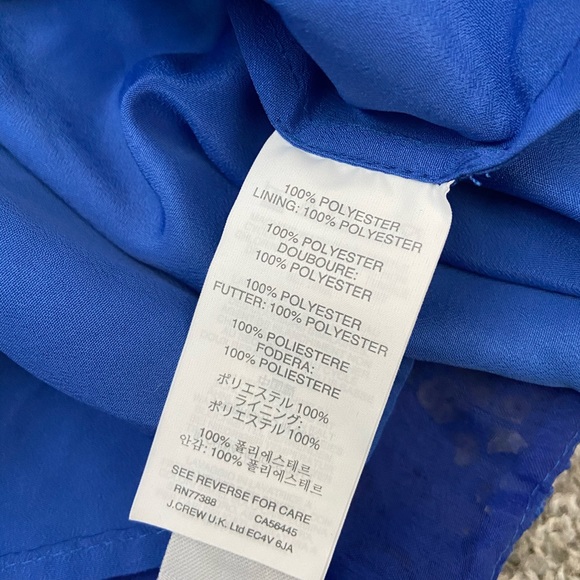 100% POLYESTER
LINING: 100% POLYESTER
100% POLYESTER
DOUBOURE:
100% POLYESTER
100% POLYESTER
FUTTER: 100% POLYESTER
100% POLIESTERE
FODERA:
100% POLIESTERE
ポリエステル 100%
ライニング:
ポリエステル 100%
100% 폴리에스테르
안감: 100% 폴리에스테르
SEE REVERSE FOR CARE
RN77388 CA56445
J.CREW U.K. Ltd EC4V 6JA